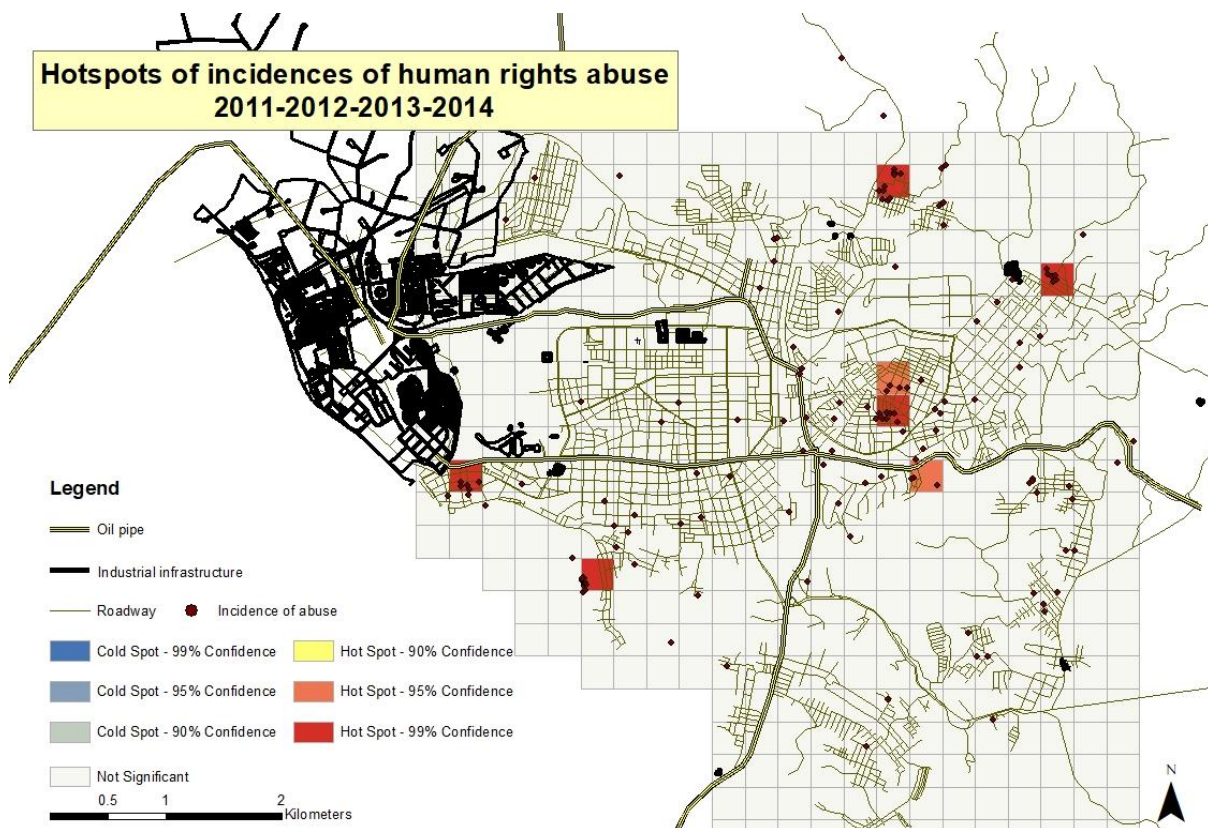 Hotspots of incidences of human rights abuse
2011-2012-2013-2014
Legend
Oil pipe
Industrial infrastructure
Roadway
Incidence of abuse
Cold Spot - 99% Confidence
Hot Spot - 90% Confidence
Cold Spot - 95% Confidence
Hot Spot - 95% Confidence
Cold Spot - 90% Confidence
Hot Spot - 99% Confidence
Not Significant
0.5 1 2
Kilometers
N